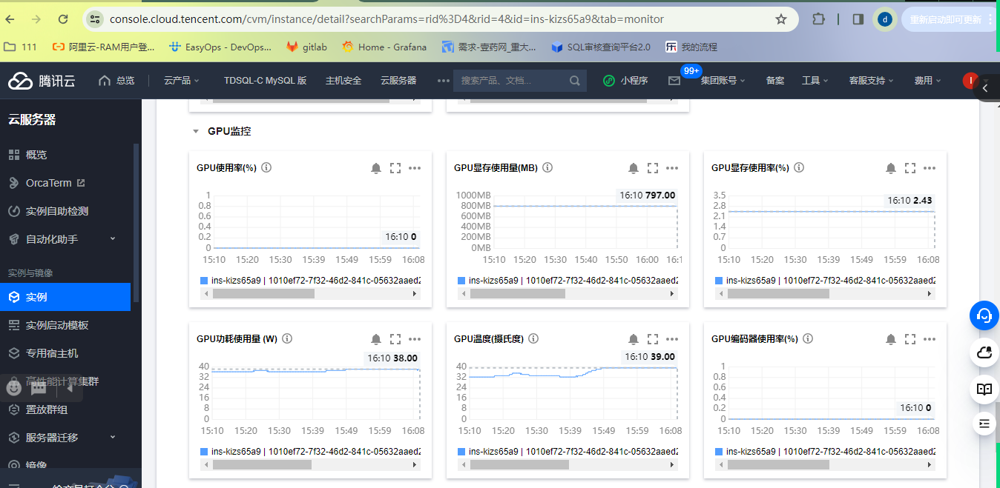 console.cloud.tencent.com/cvm/instance/detail?searchParams=rid%3D4&rid=4&id=ins-kizs65a9&tab=monitor
d
重新启动即可更新
111
阿里云-RAM用户登...
EasyOps - DevOps...
gitlab
Home - Grafana
需求-壹药网_重大...
SQL审核查询平台2.0
我的流程
腾讯云
总览
云产品
TDSQL-C MySQL 版
主机安全
云服务器
搜索产品、文档...
小程序
99+
集团账号
备案
工具
客服支持
费用
I
云服务器
概览
OrcaTerm
实例自助检测
自动化助手
实例与镜像
实例
实例启动模板
专用宿主机
高性能计算集群
置放群组
服务器迁移
镜像
GPU监控
GPU使用率(%)
1
0.8
0.6
0.4
0.2
0
16:10 0
15:10 15:20 15:30 15:39 15:49 15:59 16:08
ins-kizs65a9 | 1010ef72-7f32-46d2-841c-05632aaed2
GPU显存使用量(MB)
1000MB
800MB
600MB
400MB
200MB
0MB
16:10 797.00
15:10 15:20 15:30 15:40 15:50 16:00 16:1
ins-kizs65a9 | 1010ef72-7f32-46d2-841c-05632aaed2
GPU显存使用率(%)
3.5
2.8
2.1
1.4
0.7
0
16:10 2.43
15:10 15:20 15:30 15:39 15:49 15:59 16:08
ins-kizs65a9 | 1010ef72-7f32-46d2-841c-05632aaed2
GPU功耗使用量 (W)
40
32
24
16
8
0
16:10 38.00
15:10 15:20 15:30 15:39 15:49 15:59 16:08
ins-kizs65a9 | 1010ef72-7f32-46d2-841c-05632aaed2
GPU温度(摄氏度)
40
32
24
16
8
0
16:10 39.00
15:10 15:20 15:30 15:39 15:49 15:59 16:08
ins-kizs65a9 | 1010ef72-7f32-46d2-841c-05632aaed2
GPU编码器使用率(%)
1
0.8
0.6
0.4
0.2
0
16:10 0
15:10 15:20 15:30 15:39 15:49 15:59 16:08
ins-kizs65a9 | 1010ef72-7f32-46d2-841c-05632aaed2